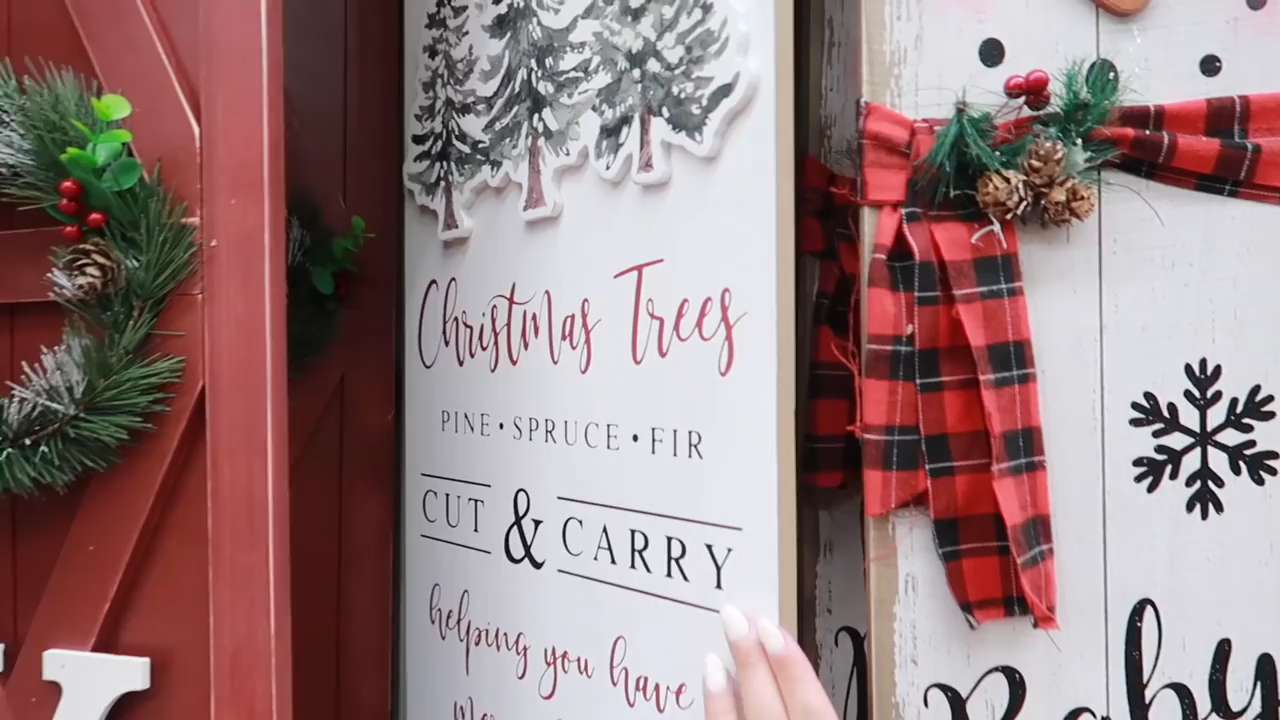 Christmas Trees
PINE • SPRUCE • FIR
CUT & CARRY
helping you have
Baby